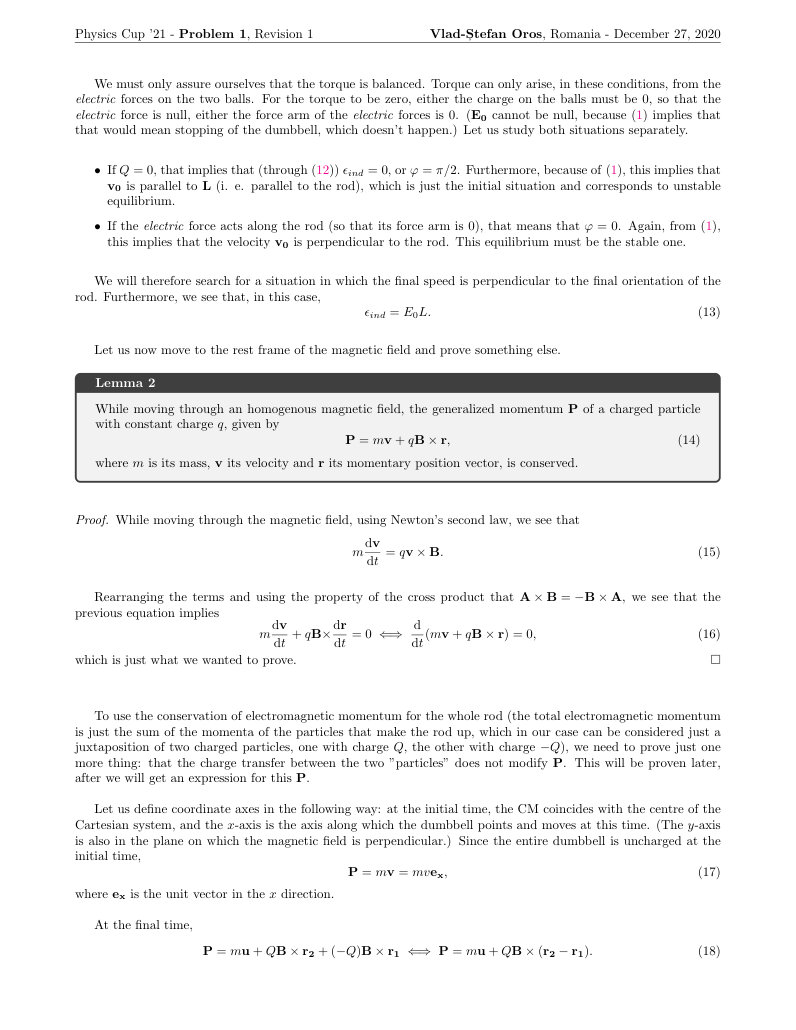 Physics Cup '21 - Problem 1, Revision 1 Vlad-Ștefan Oros, Romania - December 27, 2020
We must only assure ourselves that the torque is balanced. Torque can only arise, in these conditions, from the
electric forces on the two balls. For the torque to be zero, either the charge on the balls must be 0, so that the
electric force is null, either the force arm of the electric forces is 0. (E₀ cannot be null, because (1) implies that
that would mean stopping of the dumbbell, which doesn't happen.) Let us study both situations separately.
• If Q = 0, that implies that (through (12)) ϵ_ind = 0, or φ = π/2. Furthermore, because of (1), this implies that
v₀ is parallel to L (i. e. parallel to the rod), which is just the initial situation and corresponds to unstable
equilibrium.
• If the electric force acts along the rod (so that its force arm is 0), that means that φ = 0. Again, from (1),
this implies that the velocity v₀ is perpendicular to the rod. This equilibrium must be the stable one.
We will therefore search for a situation in which the final speed is perpendicular to the final orientation of the
rod. Furthermore, we see that, in this case,
ϵ_ind = E₀L. (13)
Let us now move to the rest frame of the magnetic field and prove something else.
Lemma 2
While moving through an homogenous magnetic field, the generalized momentum P of a charged particle
with constant charge q, given by
P = mv + qB × r, (14)
where m is its mass, v its velocity and r its momentary position vector, is conserved.
Proof. While moving through the magnetic field, using Newton's second law, we see that
m dv/dt = qv × B. (15)
Rearranging the terms and using the property of the cross product that A × B = −B × A, we see that the
previous equation implies
m dv/dt + qB× dr/dt = 0 ⟺ d/dt (mv + qB × r) = 0, (16)
which is just what we wanted to prove. □
To use the conservation of electromagnetic momentum for the whole rod (the total electromagnetic momentum
is just the sum of the momenta of the particles that make the rod up, which in our case can be considered just a
juxtaposition of two charged particles, one with charge Q, the other with charge −Q), we need to prove just one
more thing: that the charge transfer between the two "particles" does not modify P. This will be proven later,
after we will get an expression for this P.
Let us define coordinate axes in the following way: at the initial time, the CM coincides with the centre of the
Cartesian system, and the x-axis is the axis along which the dumbbell points and moves at this time. (The y-axis
is also in the plane on which the magnetic field is perpendicular.) Since the entire dumbbell is uncharged at the
initial time,
P = mv = mveₓ, (17)
where eₓ is the unit vector in the x direction.
At the final time,
P = mu + QB × r₂ + (−Q)B × r₁ ⟺ P = mu + QB × (r₂ − r₁). (18)